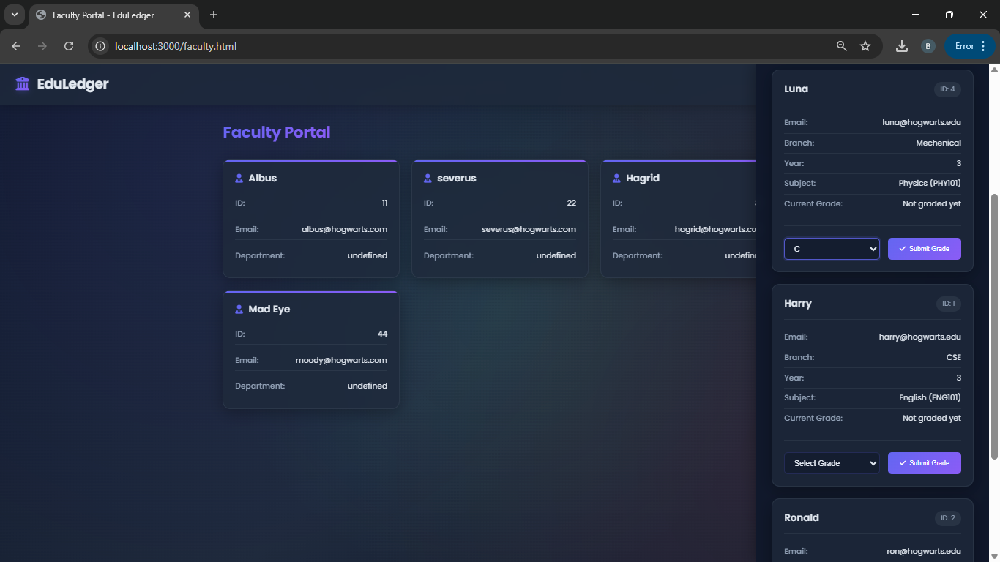 Faculty Portal - EduLedger
localhost:3000/faculty.html
B
Error
EduLedger
Faculty Portal
Albus
ID: 11
Email: albus@hogwarts.com
Department: undefined
severus
ID: 22
Email: severus@hogwarts.com
Department: undefined
Hagrid
ID:
Email: hagrid@hogwarts.co
Department: undefin
Mad Eye
ID: 44
Email: moody@hogwarts.com
Department: undefined
Luna ID: 4
Email: luna@hogwarts.edu
Branch: Mechenical
Year: 3
Subject: Physics (PHY101)
Current Grade: Not graded yet
C Submit Grade
Harry ID: 1
Email: harry@hogwarts.edu
Branch: CSE
Year: 3
Subject: English (ENG101)
Current Grade: Not graded yet
Select Grade Submit Grade
Ronald ID: 2
Email: ron@hogwarts.edu